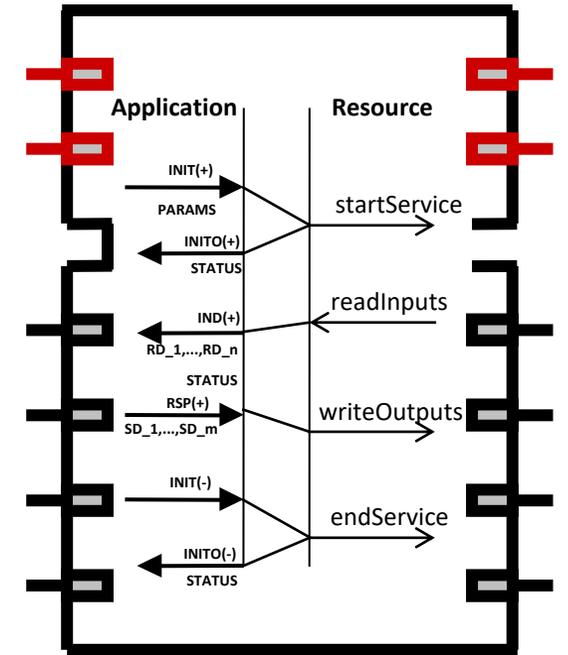 Application Resource
INIT(+)
startService
PARAMS
INITO(+)
STATUS
readInputs
IND(+)
RD_1,...,RD_n
STATUS
RSP(+)
writeOutputs
SD_1,...,SD_m
INIT(-)
endService
INITO(-)
STATUS